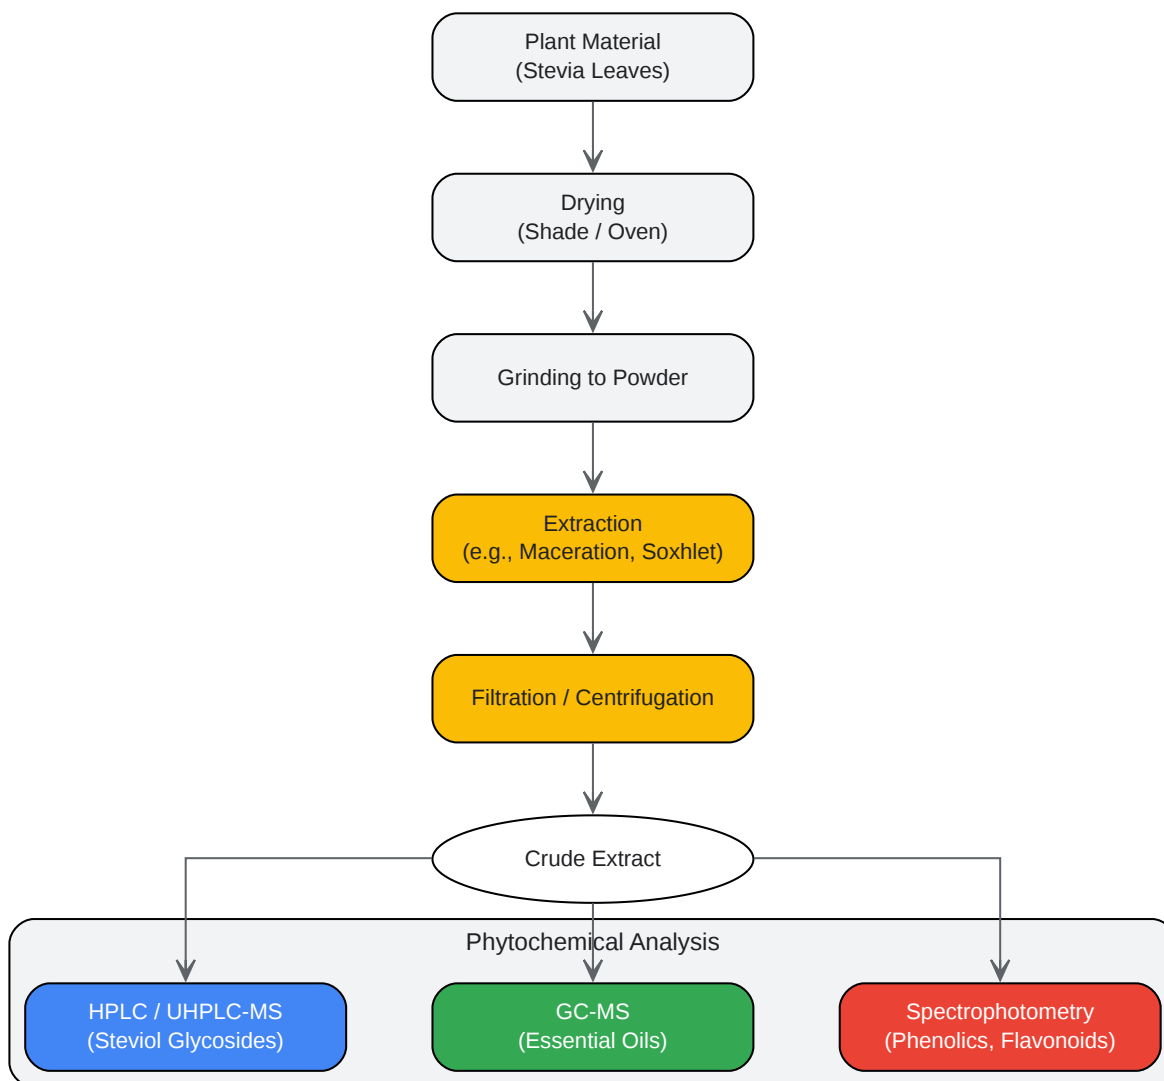 Plant Material
(Stevia Leaves)
Drying
(Shade / Oven)
Grinding to Powder
Extraction
(e.g., Maceration, Soxhlet)
Filtration / Centrifugation
Crude Extract
Phytochemical Analysis
HPLC / UHPLC-MS
(Steviol Glycosides)
GC-MS
(Essential Oils)
Spectrophotometry
(Phenolics, Flavonoids)